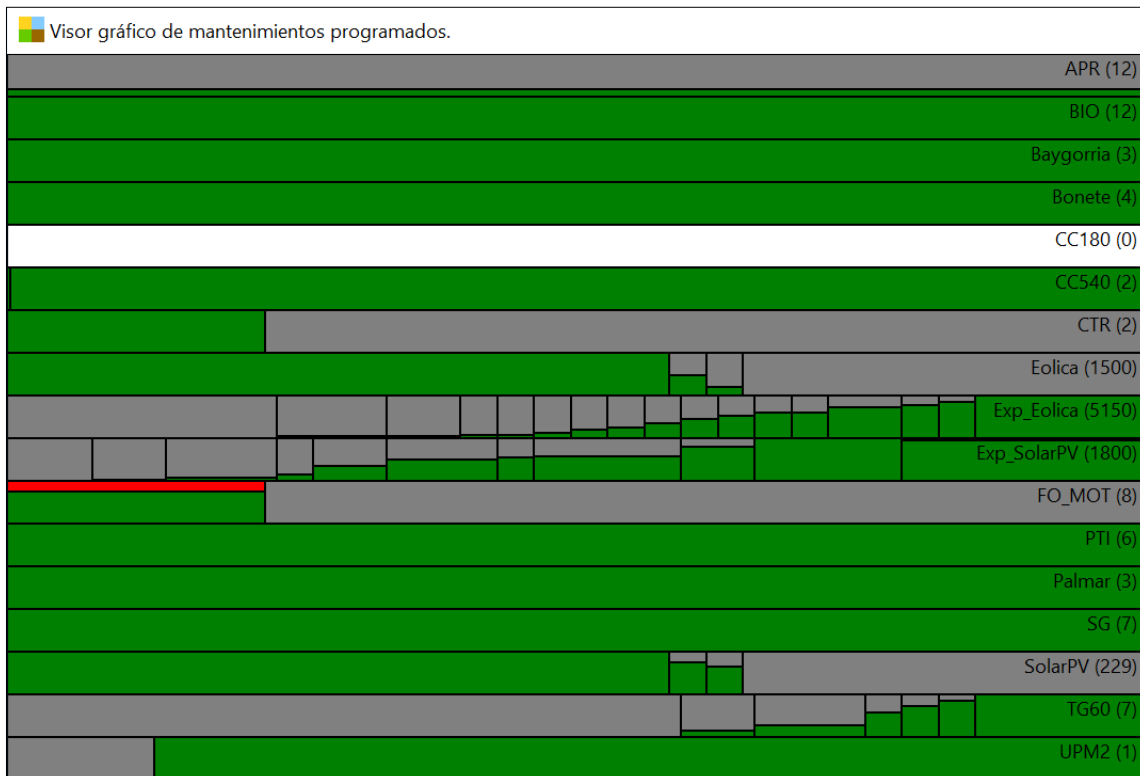 Visor gráfico de mantenimientos programados.
APR (12)
BIO (12)
Baygorria (3)
Bonete (4)
CC180 (0)
CC540 (2)
CTR (2)
Eolica (1500)
Exp_Eolica (5150)
Exp_SolarPV (1800)
FO_MOT (8)
PTI (6)
Palmar (3)
SG (7)
SolarPV (229)
TG60 (7)
UPM2 (1)